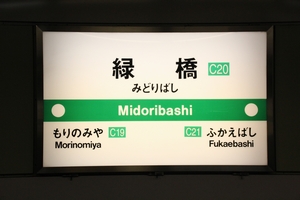 緑橋 C20
みどりばし
Midoribashi
もりのみや C19
Morinomiya
C21 ふかえばし
Fukaebashi